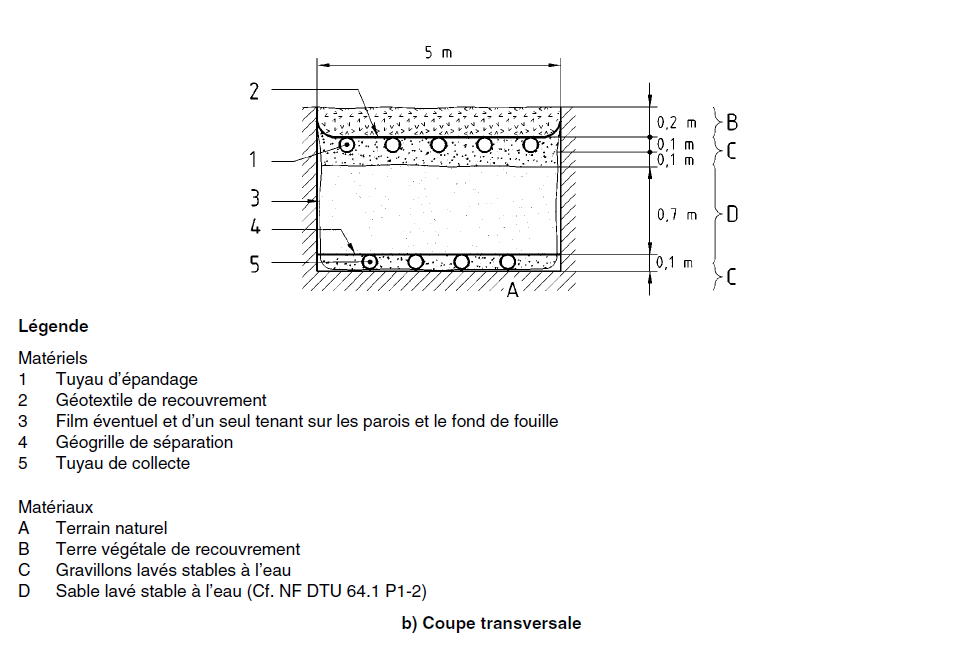 5 m
2
0,2 m B
0,1 m
1 C
0,1 m
3
0,7 m D
4
5 0,1 m
C
A
Légende
Matériels
1 Tuyau d'épandage
2 Géotextile de recouvrement
3 Film éventuel et d'un seul tenant sur les parois et le fond de fouille
4 Géogrille de séparation
5 Tuyau de collecte
Matériaux
A Terrain naturel
B Terre végétale de recouvrement
C Gravillons lavés stables à l'eau
D Sable lavé stable à l'eau (Cf. NF DTU 64.1 P1-2)
b) Coupe transversale